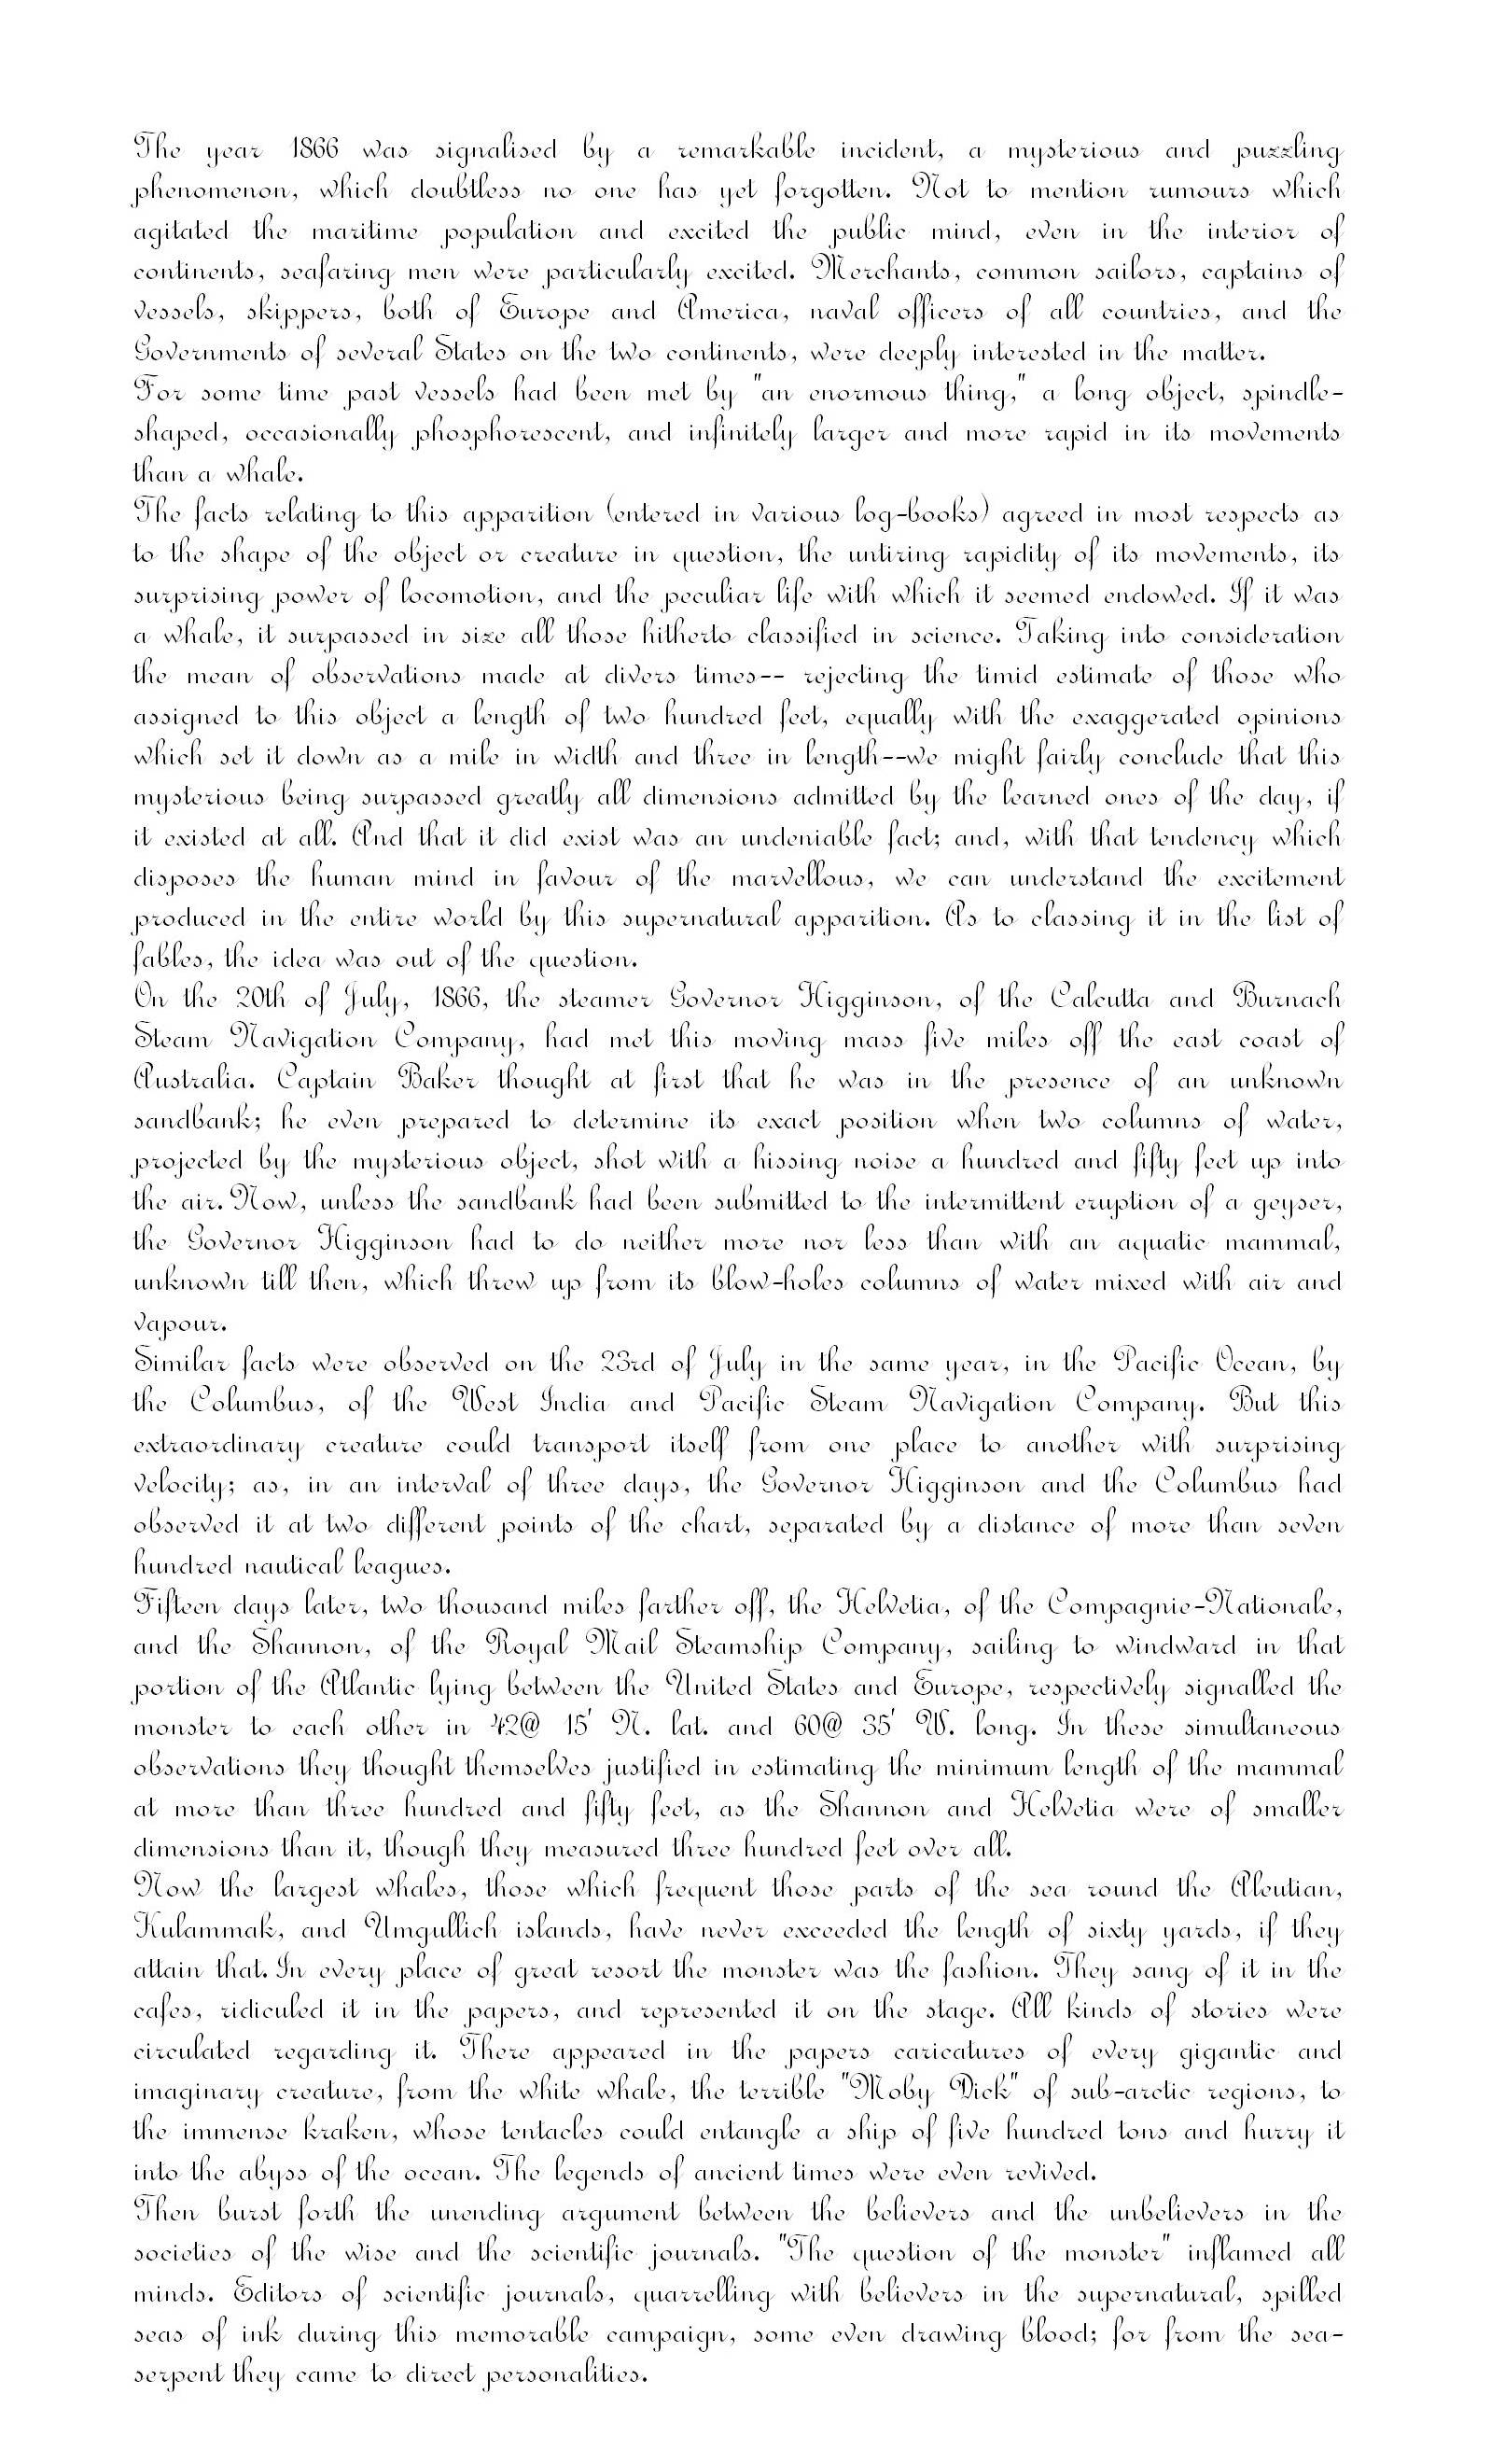 The year 1866 was signalised by a remarkable incident, a mysterious and puzzling
phenomenon, which doubtless no one has yet forgotten. Not to mention rumours which
agitated the maritime population and excited the public mind, even in the interior of
continents, seafaring men were particularly excited. Merchants, common sailors, captains of
vessels, skippers, both of Europe and America, naval officers of all countries, and the
Governments of several States on the two continents, were deeply interested in the matter.
For some time past vessels had been met by "an enormous thing," a long object, spindle-
shaped, occasionally phosphorescent, and infinitely larger and more rapid in its movements
than a whale.
The facts relating to this apparition (entered in various log-books) agreed in most respects as
to the shape of the object or creature in question, the untiring rapidity of its movements, its
surprising power of locomotion, and the peculiar life with which it seemed endowed. If it was
a whale, it surpassed in size all those hitherto classified in science. Taking into consideration
the mean of observations made at divers times-- rejecting the timid estimate of those who
assigned to this object a length of two hundred feet, equally with the exaggerated opinions
which set it down as a mile in width and three in length--we might fairly conclude that this
mysterious being surpassed greatly all dimensions admitted by the learned ones of the day, if
it existed at all. And that it did exist was an undeniable fact; and, with that tendency which
disposes the human mind in favour of the marvellous, we can understand the excitement
produced in the entire world by this supernatural apparition. As to classing it in the list of
fables, the idea was out of the question.
On the 20th of July, 1866, the steamer Governor Higginson, of the Calcutta and Burnach
Steam Navigation Company, had met this moving mass five miles off the east coast of
Australia. Captain Baker thought at first that he was in the presence of an unknown
sandbank; he even prepared to determine its exact position when two columns of water,
projected by the mysterious object, shot with a hissing noise a hundred and fifty feet up into
the air. Now, unless the sandbank had been submitted to the intermittent eruption of a geyser,
the Governor Higginson had to do neither more nor less than with an aquatic mammal,
unknown till then, which threw up from its blow-holes columns of water mixed with air and
vapour.
Similar facts were observed on the 23rd of July in the same year, in the Pacific Ocean, by
the Columbus, of the West India and Pacific Steam Navigation Company. But this
extraordinary creature could transport itself from one place to another with surprising
velocity; as, in an interval of three days, the Governor Higginson and the Columbus had
observed it at two different points of the chart, separated by a distance of more than seven
hundred nautical leagues.
Fifteen days later, two thousand miles farther off, the Helvetia, of the Compagnie-Nationale,
and the Shannon, of the Royal Mail Steamship Company, sailing to windward in that
portion of the Atlantic lying between the United States and Europe, respectively signalled the
monster to each other in 42@ 15' N. lat. and 60@ 35' W. long. In these simultaneous
observations they thought themselves justified in estimating the minimum length of the mammal
at more than three hundred and fifty feet, as the Shannon and Helvetia were of smaller
dimensions than it, though they measured three hundred feet over all.
Now the largest whales, those which frequent those parts of the sea round the Aleutian,
Kulammak, and Umgullich islands, have never exceeded the length of sixty yards, if they
attain that. In every place of great resort the monster was the fashion. They sang of it in the
cafes, ridiculed it in the papers, and represented it on the stage. All kinds of stories were
circulated regarding it. There appeared in the papers caricatures of every gigantic and
imaginary creature, from the white whale, the terrible "Moby Dick" of sub-arctic regions, to
the immense kraken, whose tentacles could entangle a ship of five hundred tons and hurry it
into the abyss of the ocean. The legends of ancient times were even revived.
Then burst forth the unending argument between the believers and the unbelievers in the
societies of the wise and the scientific journals. "The question of the monster" inflamed all
minds. Editors of scientific journals, quarrelling with believers in the supernatural, spilled
seas of ink during this memorable campaign, some even drawing blood; for from the sea-
serpent they came to direct personalities.